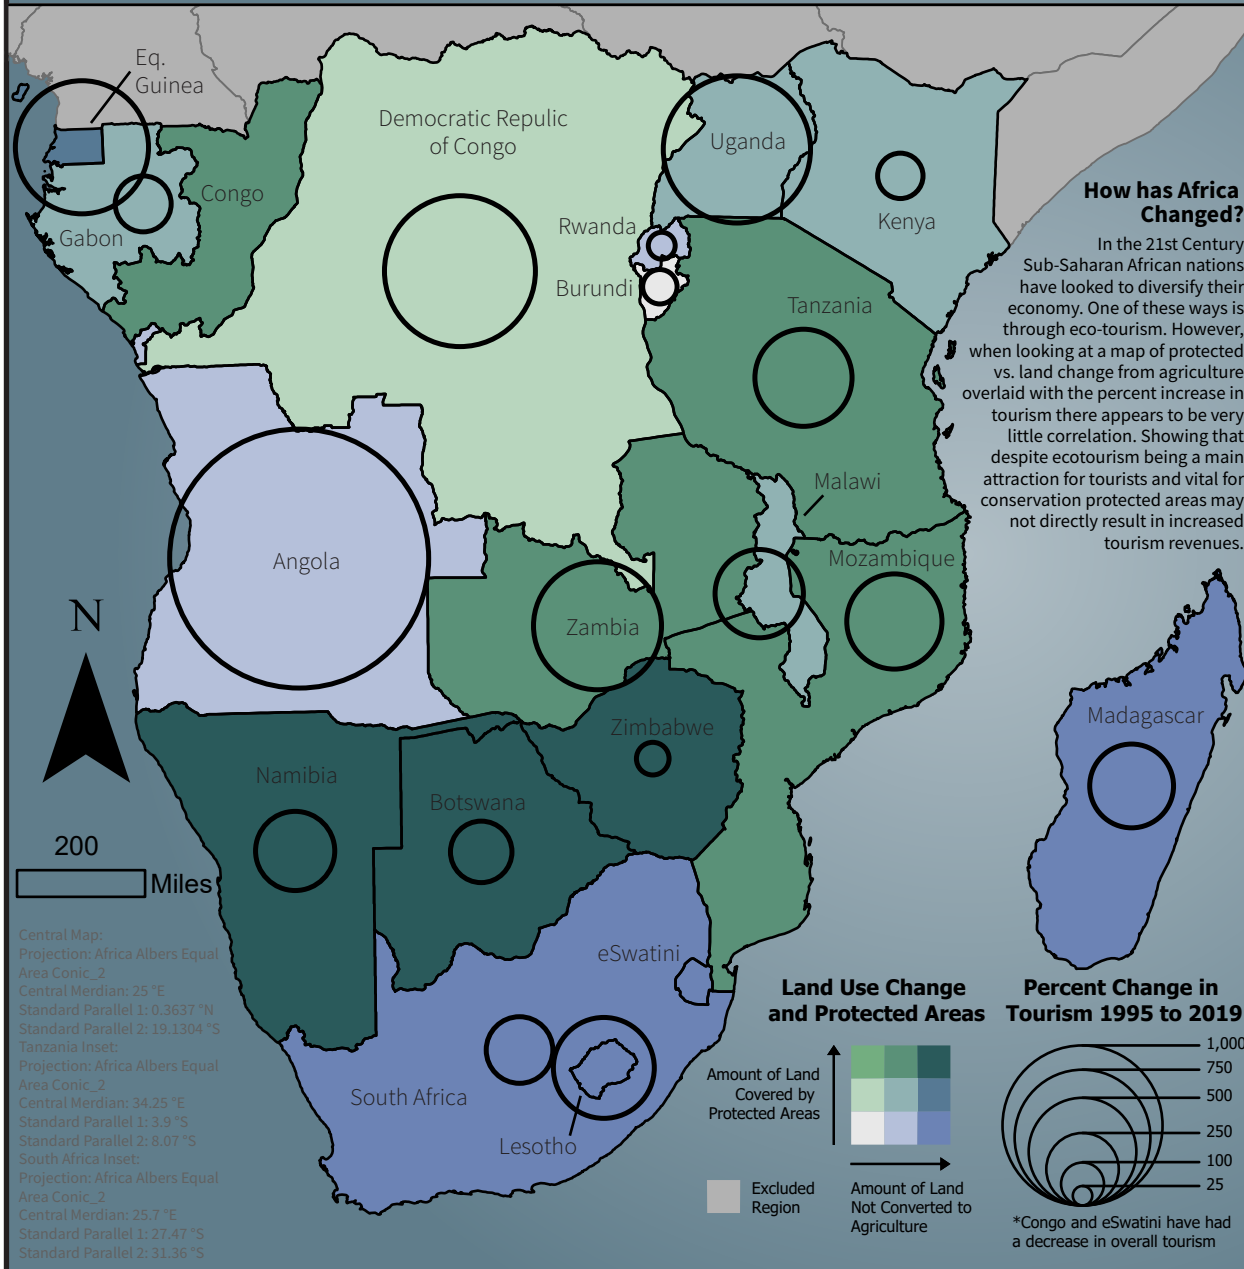 Eq.
Guinea
Democratic Repulic
of Congo
Uganda
Congo
Gabon
Rwanda
Kenya
Burundi
Tanzania
How has Africa
Changed?
In the 21st Century
Sub-Saharan African nations
have looked to diversify their
economy. One of these ways is
through eco-tourism. However,
when looking at a map of protected
vs. land change from agriculture
overlaid with the percent increase in
tourism there appears to be very
little correlation. Showing that
despite ecotourism being a main
attraction for tourists and vital for
conservation protected areas may
not directly result in increased
tourism revenues.
Malawi
Angola
Mozambique
Zambia
N
Zimbabwe
Madagascar
Namibia
Botswana
200
Miles
eSwatini
South Africa
Lesotho
Central Map:
Projection: Africa Albers Equal
Area Conic_2
Central Merdian: 25 °E
Standard Parallel 1: 0.3637 °N
Standard Parallel 2: 19.1304 °S
Tanzania Inset:
Projection: Africa Albers Equal
Area Conic_2
Central Merdian: 34.25 °E
Standard Parallel 1: 3.9 °S
Standard Parallel 2: 8.07 °S
South Africa Inset:
Projection: Africa Albers Equal
Area Conic_2
Central Merdian: 25.7 °E
Standard Parallel 1: 27.47 °S
Standard Parallel 2: 31.36 °S
Land Use Change
and Protected Areas
Amount of Land
Covered by
Protected Areas
Excluded
Region
Amount of Land
Not Converted to
Agriculture
Percent Change in
Tourism 1995 to 2019
1,000
750
500
250
100
25
*Congo and eSwatini have had
a decrease in overall tourism